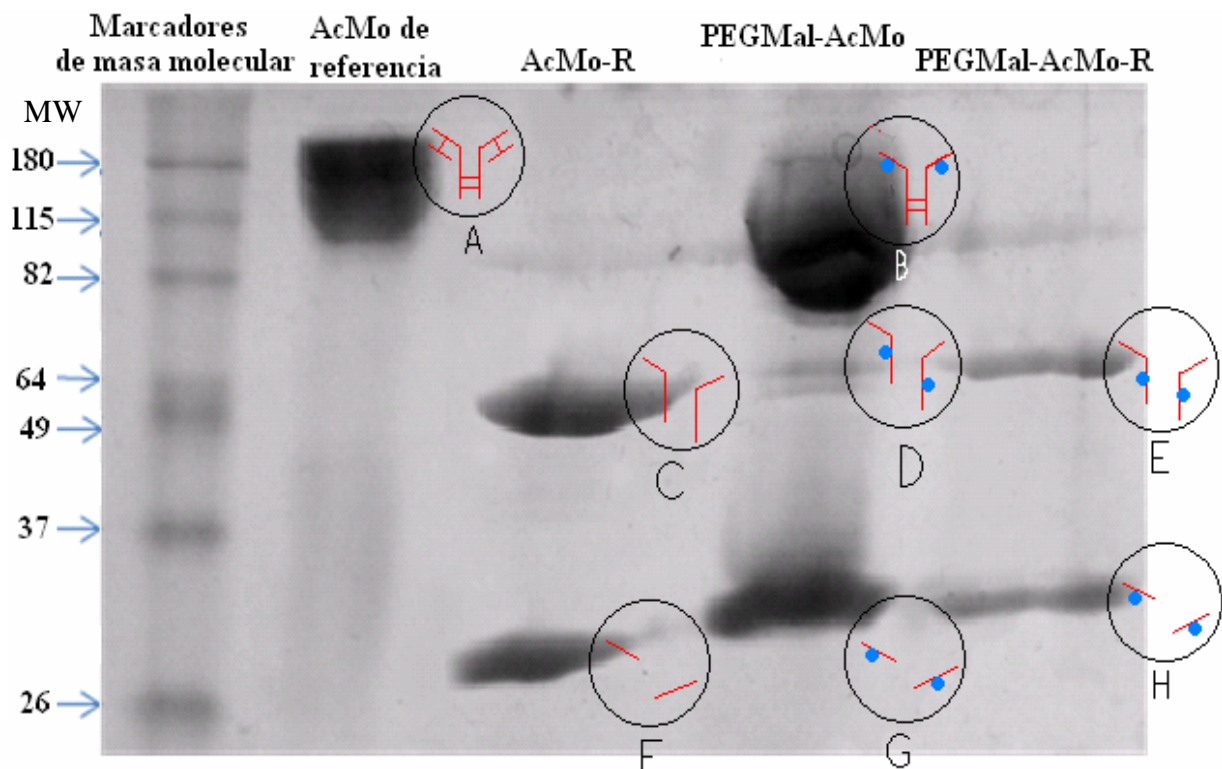 Marcadores
de masa molecular
AcMo de
referencia
AcMo-R
PEGMal-AcMo
PEGMal-AcMo-R
MW
180
115
82
64
49
37
26
A
B
C
D
E
F
G
H